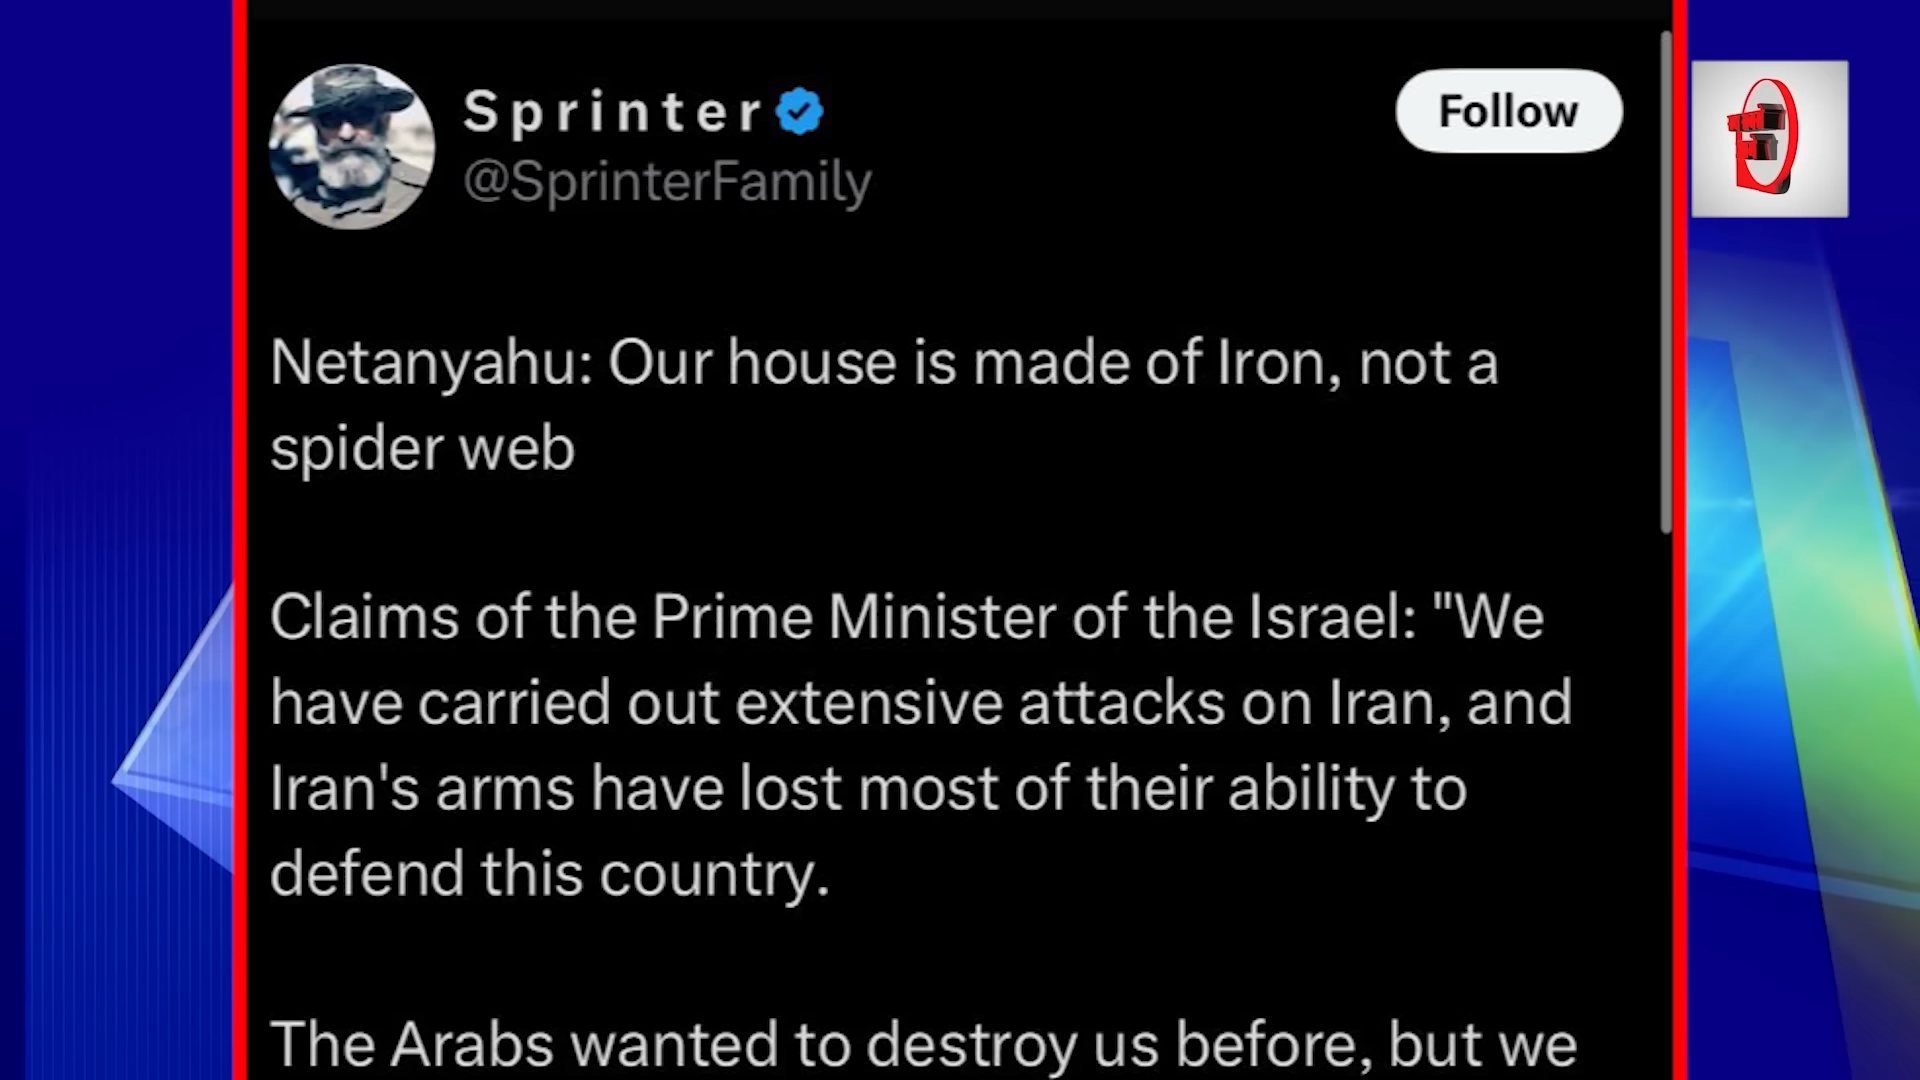 Sprinter
@SprinterFamily
Follow
Netanyahu: Our house is made of Iron, not a
spider web
Claims of the Prime Minister of the Israel: "We
have carried out extensive attacks on Iran, and
Iran's arms have lost most of their ability to
defend this country.
The Arabs wanted to destroy us before, but we